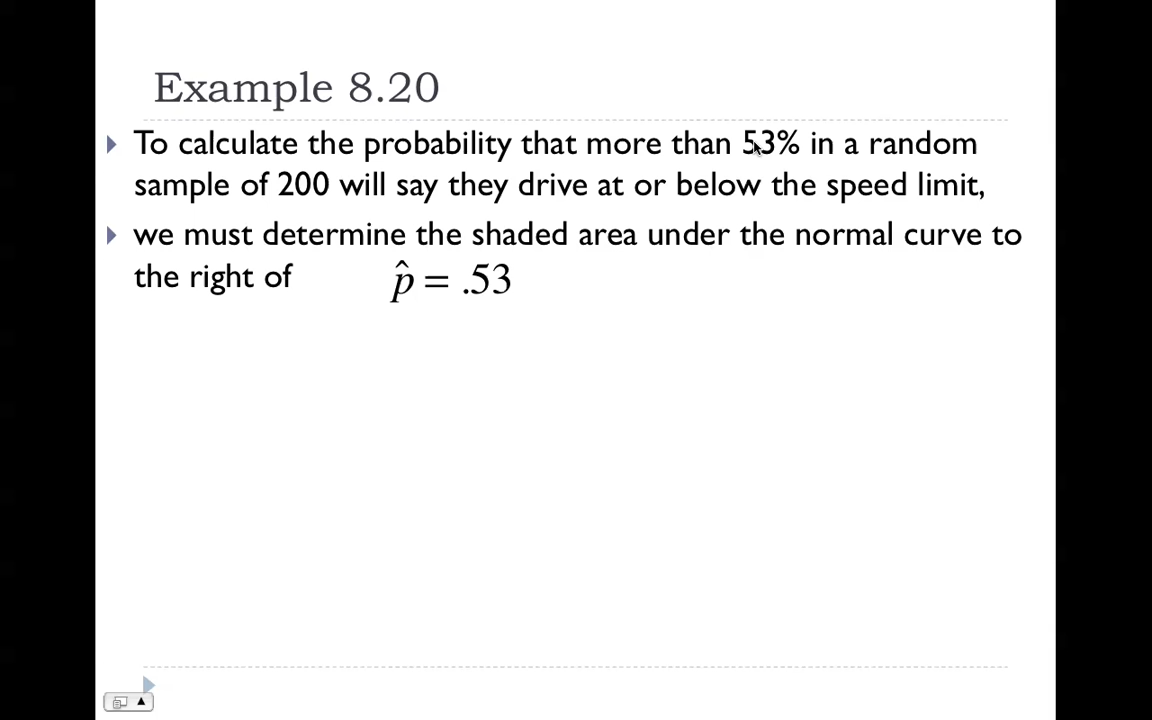 Example 8.20
To calculate the probability that more than 53% in a random
sample of 200 will say they drive at or below the speed limit,
we must determine the shaded area under the normal curve to
the right of p̂ = .53